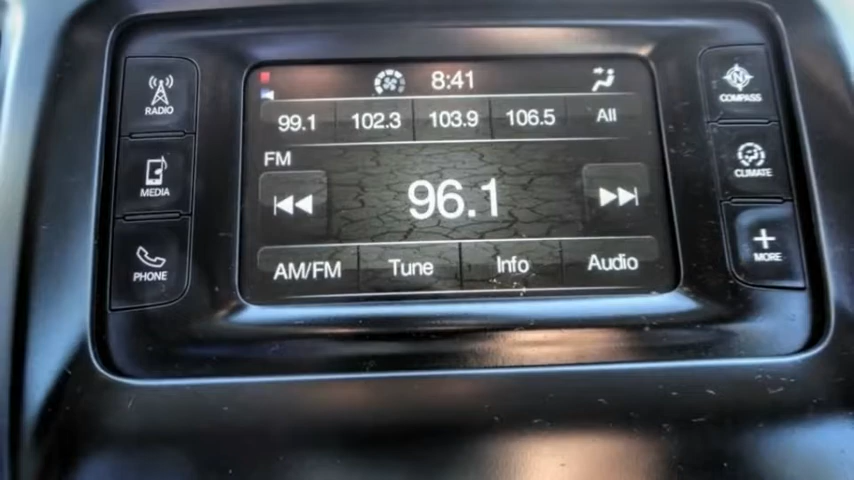 8:41
99.1 102.3 103.9 106.5 All
FM
96.1
AM/FM Tune Info Audio
RADIO
MEDIA
PHONE
N
COMPASS
CLIMATE
MORE